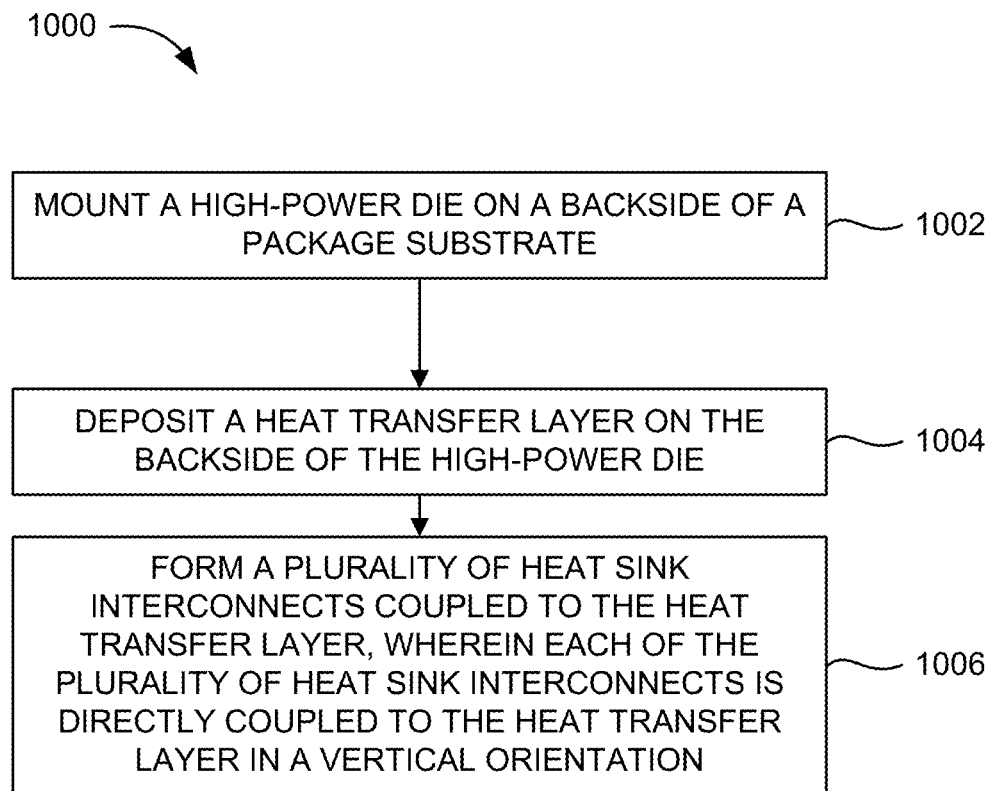 1000
MOUNT A HIGH-POWER DIE ON A BACKSIDE OF A
PACKAGE SUBSTRATE
1002
DEPOSIT A HEAT TRANSFER LAYER ON THE
BACKSIDE OF THE HIGH-POWER DIE
1004
FORM A PLURALITY OF HEAT SINK
INTERCONNECTS COUPLED TO THE HEAT
TRANSFER LAYER, WHEREIN EACH OF THE
PLURALITY OF HEAT SINK INTERCONNECTS IS
DIRECTLY COUPLED TO THE HEAT TRANSFER
LAYER IN A VERTICAL ORIENTATION
1006